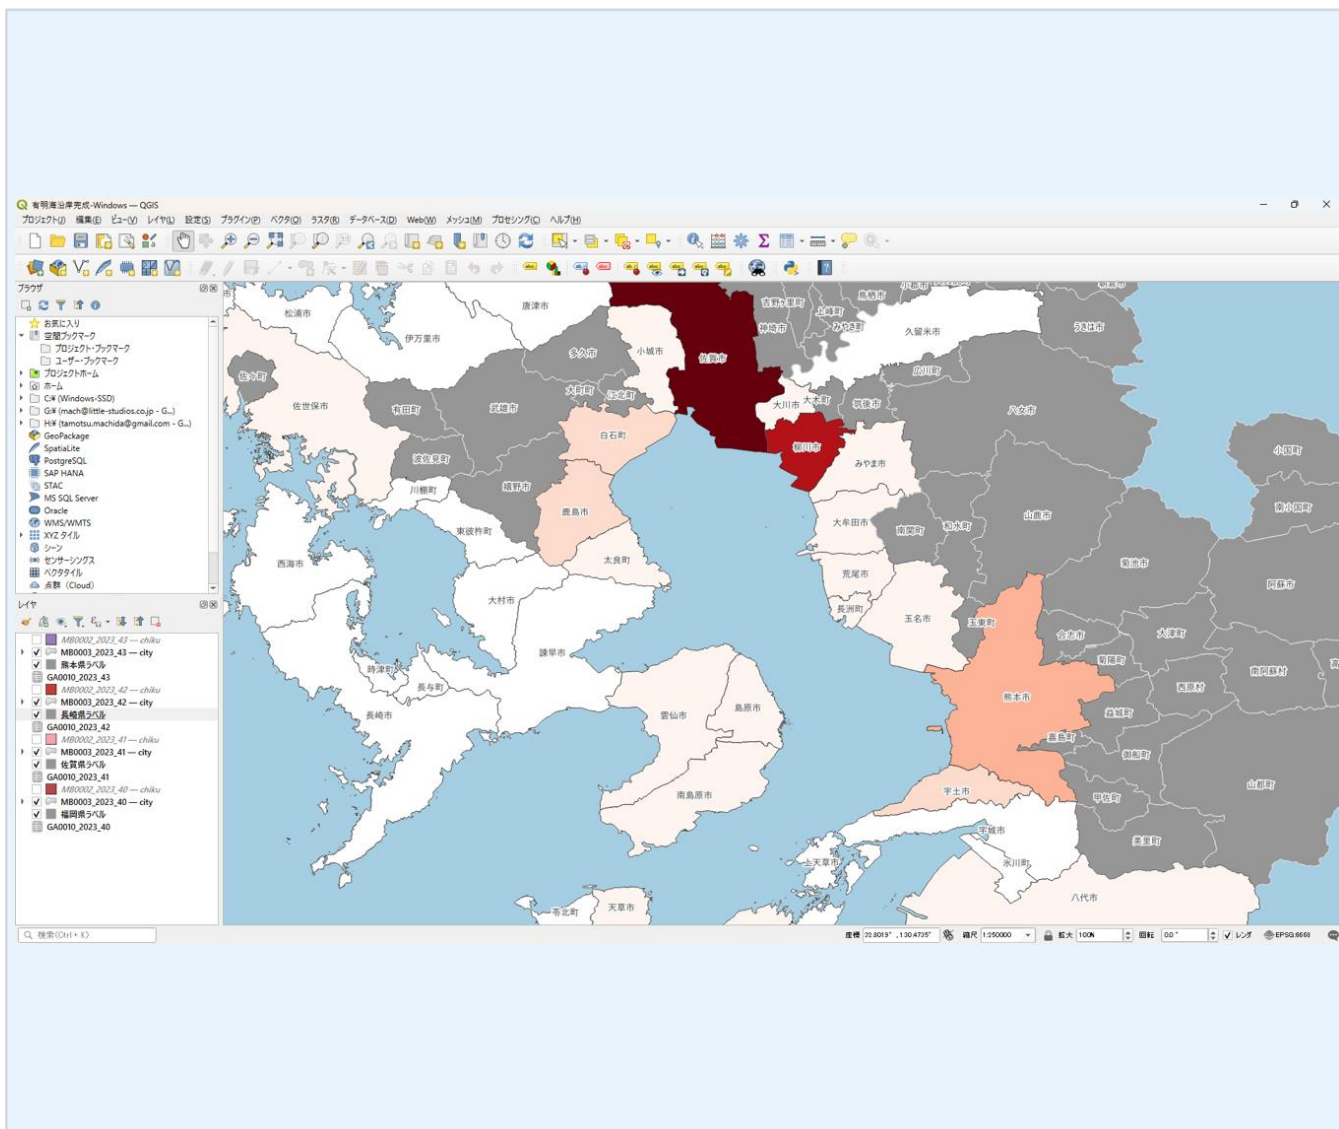 有明海沿岸完成-Windows — QGIS
プロジェクト(J) 編集(E) ビュー(V) レイヤ(L) 設定(S) プラグイン(P) ベクタ(O) ラスタ(R) データベース(D) Web(W) メッシュ(M) プロセシング(C) ヘルプ(H)
ブラウザ
お気に入り
空間ブックマーク
プロジェクト・ブックマーク
ユーザー・ブックマーク
プロジェクトホーム
ホーム
C:¥ (Windows-SSD)
G:¥ (mach@little-studios.co.jp - G...)
H:¥ (tamotsu.machida@gmail.com - G...)
GeoPackage
SpatiaLite
PostgreSQL
SAP HANA
STAC
MS SQL Server
Oracle
WMS/WMTS
XYZ タイル
シーン
センサーシングス
ベクタタイル
点群 (Cloud)
レイヤ
MB0002_2023_43 — chiku
MB0003_2023_43 — city
熊本県ラベル
GA0010_2023_43
MB0002_2023_42 — chiku
MB0003_2023_42 — city
長崎県ラベル
GA0010_2023_42
MB0002_2023_41 — chiku
MB0003_2023_41 — city
佐賀県ラベル
GA0010_2023_41
MB0002_2023_40 — chiku
MB0003_2023_40 — city
福岡県ラベル
GA0010_2023_40
松浦市
唐津市
伊万里市
多久市
小城市
佐賀市
吉野ヶ里町
神埼市
上峰町
みやき町
鳥栖市
久留米市
うきは市
佐々町
佐世保市
有田町
武雄市
大町町
江北町
白石町
大川市
大木町
筑後市
広川町
八女市
柳川市
みやま市
波佐見町
嬉野市
川棚町
東彼杵町
鹿島市
太良町
大牟田市
南関町
和水町
山鹿市
小国町
南小国町
菊池市
阿蘇市
西海市
大村市
荒尾市
長洲町
玉名市
玉東町
合志市
大津町
菊陽町
西原村
南阿蘇村
諫早市
時津町
長与町
長崎市
雲仙市
島原市
南島原市
熊本市
益城町
嘉島町
御船町
甲佐町
山都町
美里町
宇土市
宇城市
氷川町
上天草市
八代市
苓北町
天草市
検索(Ctrl + K)
座標 32.8019° , 130.4735° 縮尺 1:250000 拡大 100% 回転 0.0 ° レンダ EPSG:6668